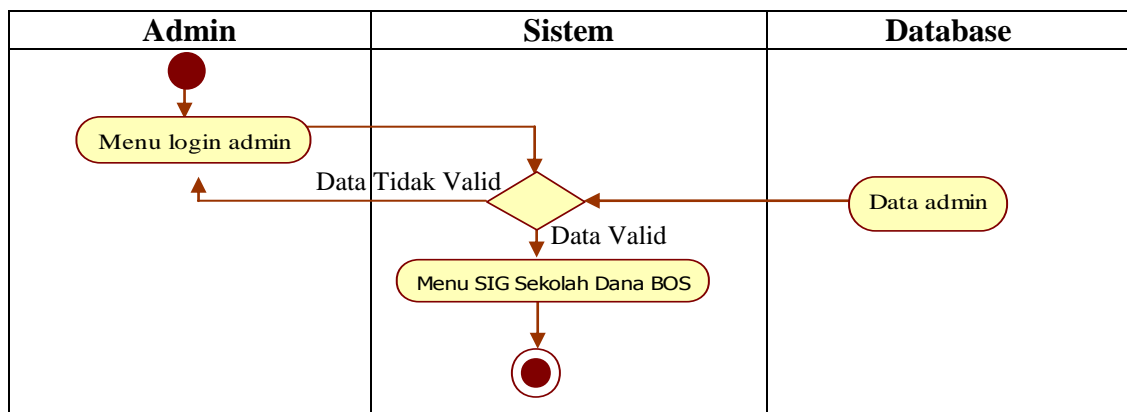 Admin
Sistem
Database
Menu login admin
Data Tidak Valid
Data admin
Data Valid
Menu SIG Sekolah Dana BOS